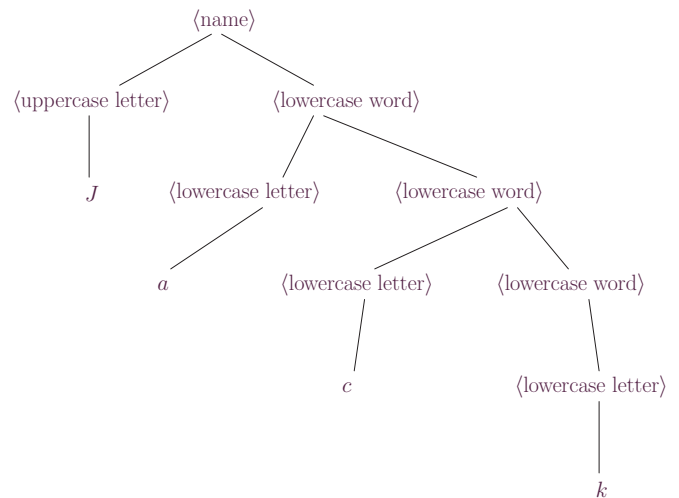 ⟨name⟩
⟨uppercase letter⟩ ⟨lowercase word⟩
J ⟨lowercase letter⟩ ⟨lowercase word⟩
a ⟨lowercase letter⟩ ⟨lowercase word⟩
c ⟨lowercase letter⟩
k